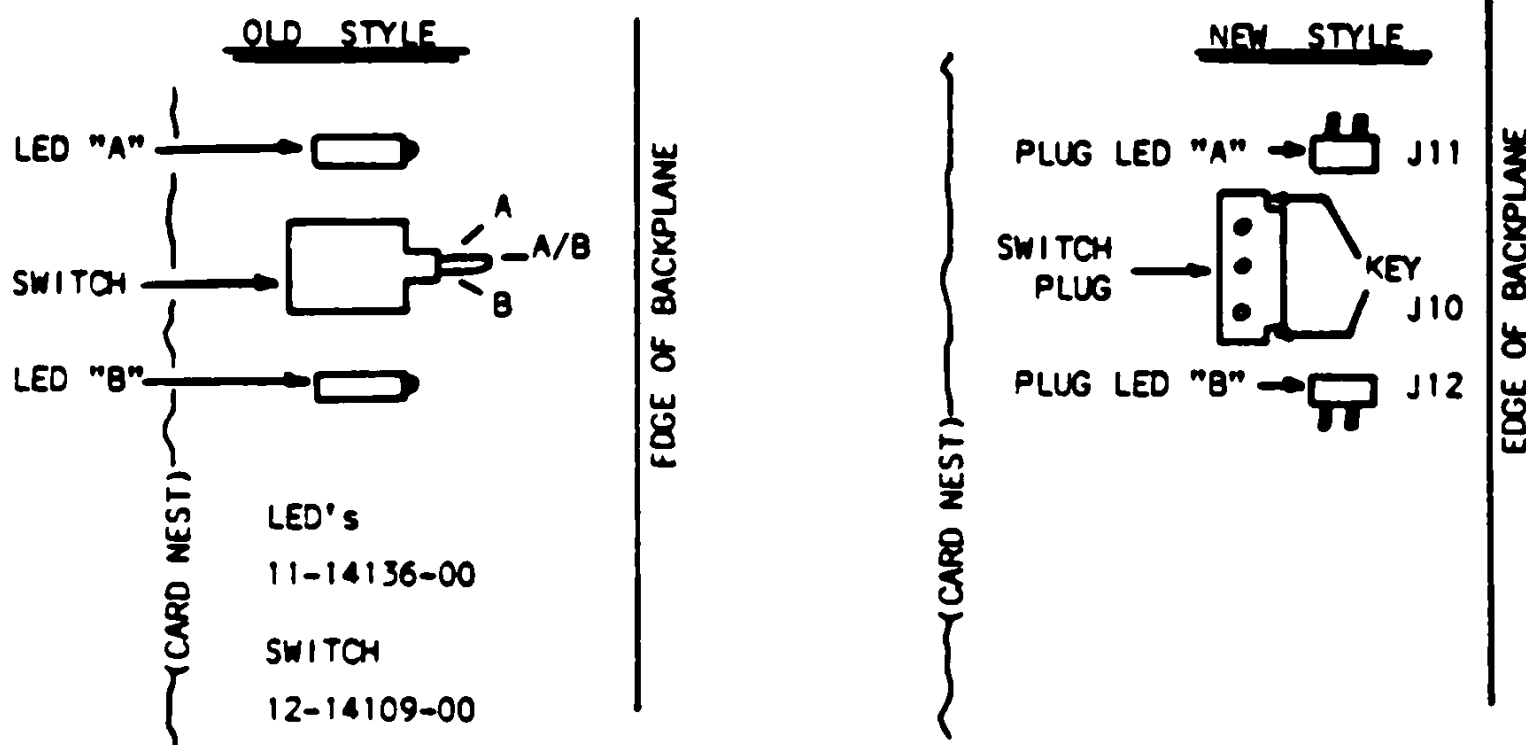 OLD STYLE
LED "A"
A
A/B
SWITCH
B
LED "B"
(CARD NEST)
LED's
11-14136-00
SWITCH
12-14109-00
EDGE OF BACKPLANE
NEW STYLE
PLUG LED "A"
J11
SWITCH
PLUG
KEY
J10
PLUG LED "B"
J12
(CARD NEST)
EDGE OF BACKPLANE